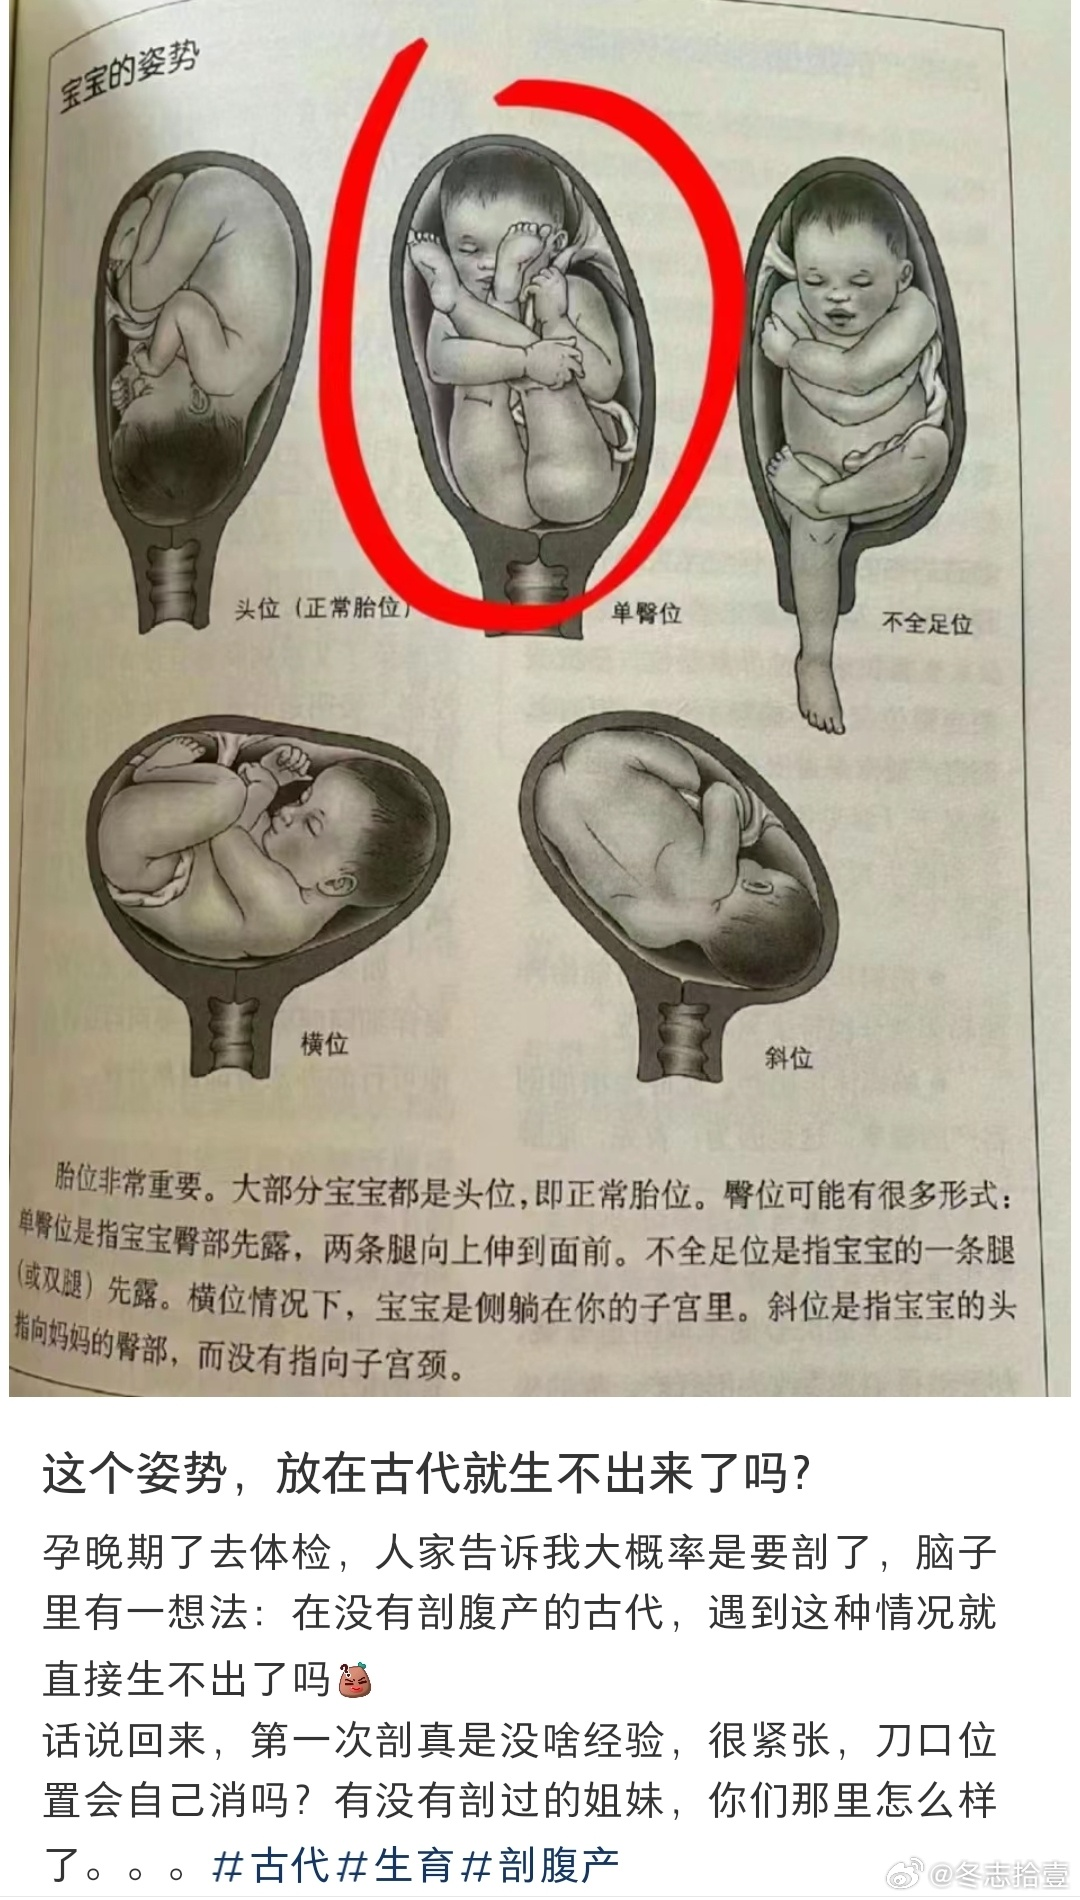 宝宝的姿势
头位（正常胎位）
单臀位
不全足位
横位
斜位
胎位非常重要。大部分宝宝都是头位，即正常胎位。臀位可能有很多形式：
单臀位是指宝宝臀部先露，两条腿向上伸到面前。不全足位是指宝宝的一条腿
（或双腿）先露。横位情况下，宝宝是侧躺在你的子宫里。斜位是指宝宝的头
指向妈妈的臀部，而没有指向子宫颈。
这个姿势，放在古代就生不出来了吗?
孕晚期了去体检，人家告诉我大概率是要剖了，脑子
里有一想法：在没有剖腹产的古代，遇到这种情况就
直接生不出了吗
话说回来，第一次剖真是没啥经验，很紧张，刀口位
置会自己消吗？有没有剖过的姐妹，你们那里怎么样
了。。。#古代#生育#剖腹产
@冬志拾壹